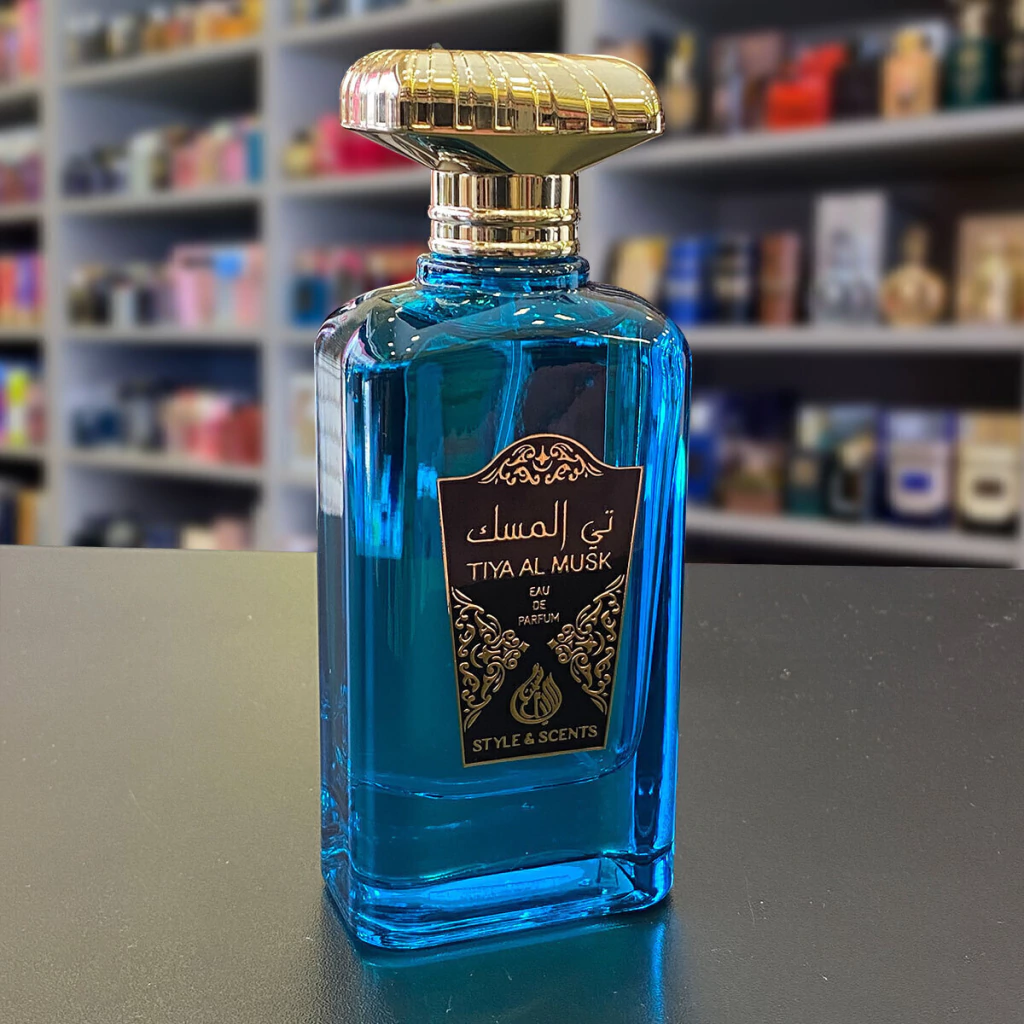 تي المسك
TIYA AL MUSK
EAU
DE
PARFUM
STYLE & SCENTS